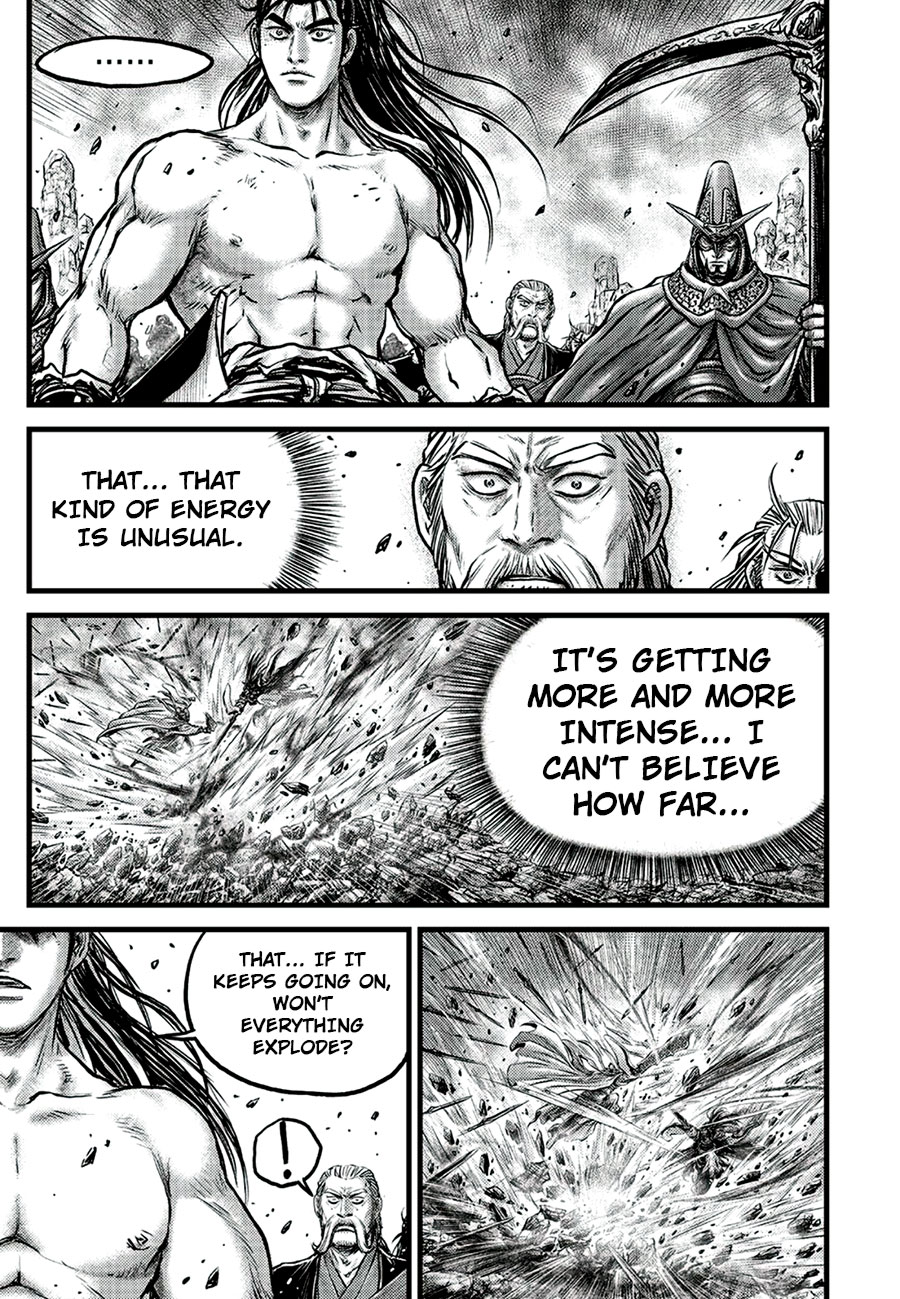 ......
THAT... THAT
KIND OF ENERGY
IS UNUSUAL.
IT'S GETTING
MORE AND MORE
INTENSE... I
CAN'T BELIEVE
HOW FAR...
THAT... IF IT
KEEPS GOING ON,
WON'T
EVERYTHING
EXPLODE?
!